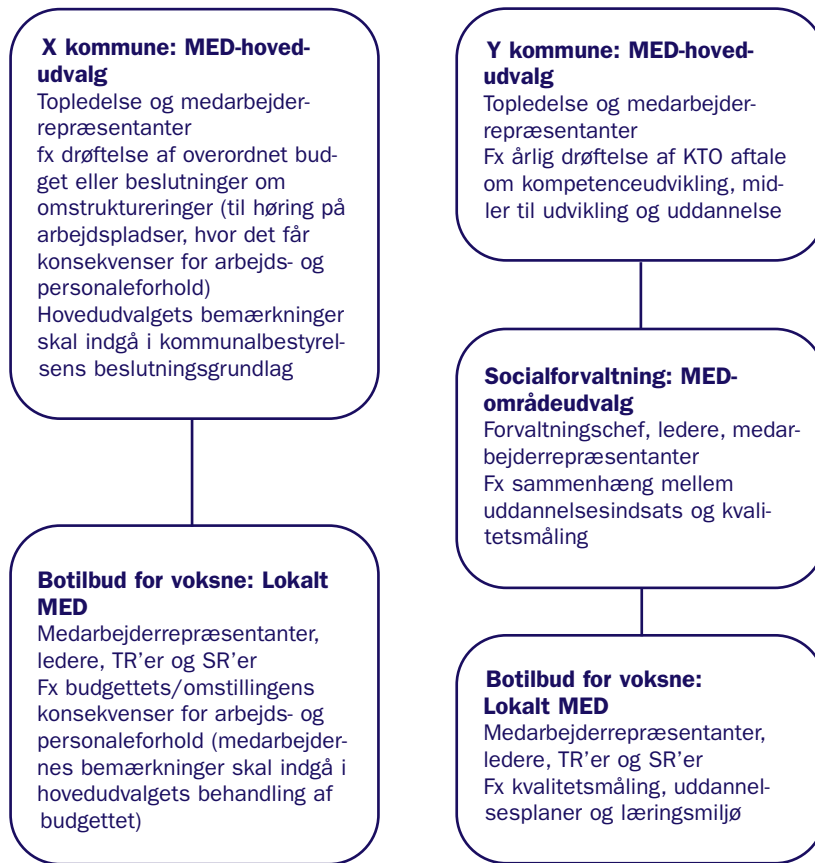 X kommune: MED-hoved-
udvalg
Topledelse og medarbejder-
repræsentanter
fx drøftelse af overordnet bud-
get eller beslutninger om
omstruktureringer (til høring på
arbejdspladser, hvor det får
konsekvenser for arbejds- og
personaleforhold)
Hovedudvalgets bemærkninger
skal indgå i kommunalbestyrel-
sens beslutningsgrundlag
Botilbud for voksne: Lokalt
MED
Medarbejderrepræsentanter,
ledere, TR'er og SR'er
Fx budgettets/omstillingens
konsekvenser for arbejds- og
personaleforhold (medarbejder-
nes bemærkninger skal indgå i
hovedudvalgets behandling af
budgettet)
Y kommune: MED-hoved-
udvalg
Topledelse og medarbejder-
repræsentanter
Fx årlig drøftelse af KTO aftale
om kompetenceudvikling, mid-
ler til udvikling og uddannelse
Socialforvaltning: MED-
områdeudvalg
Forvaltningschef, ledere, medar-
bejderrepræsentanter
Fx sammenhæng mellem
uddannelsesindsats og kvali-
tetsmåling
Botilbud for voksne:
Lokalt MED
Medarbejderrepræsentanter,
ledere, TR'er og SR'er
Fx kvalitetsmåling, uddannel-
sesplaner og læringsmiljø